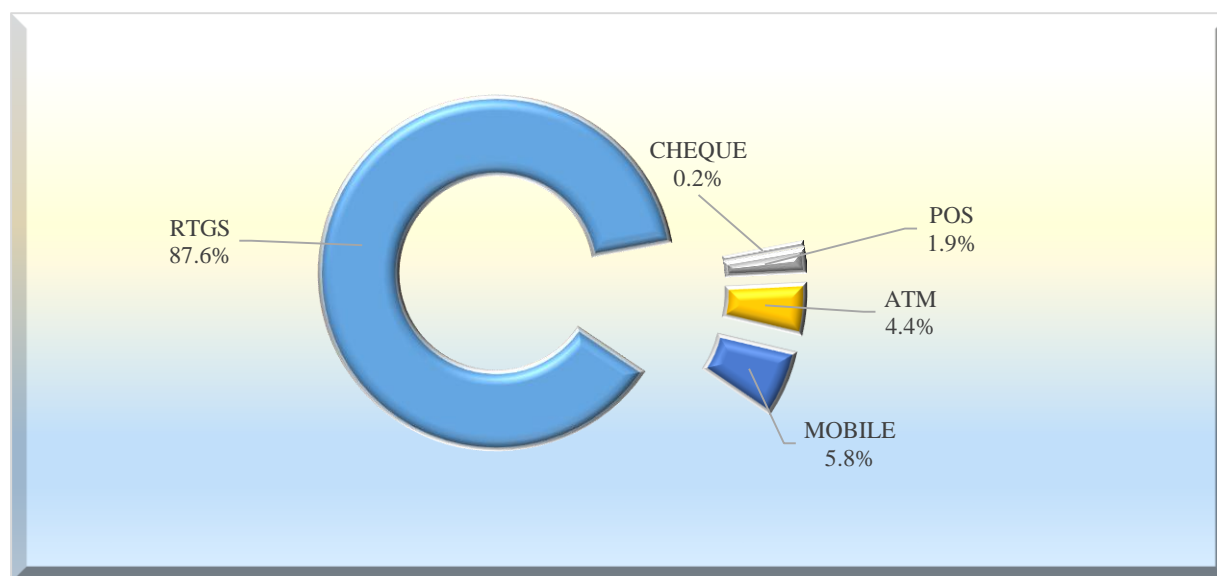 CHEQUE
0.2%
POS
1.9%
RTGS
87.6%
ATM
4.4%
MOBILE
5.8%